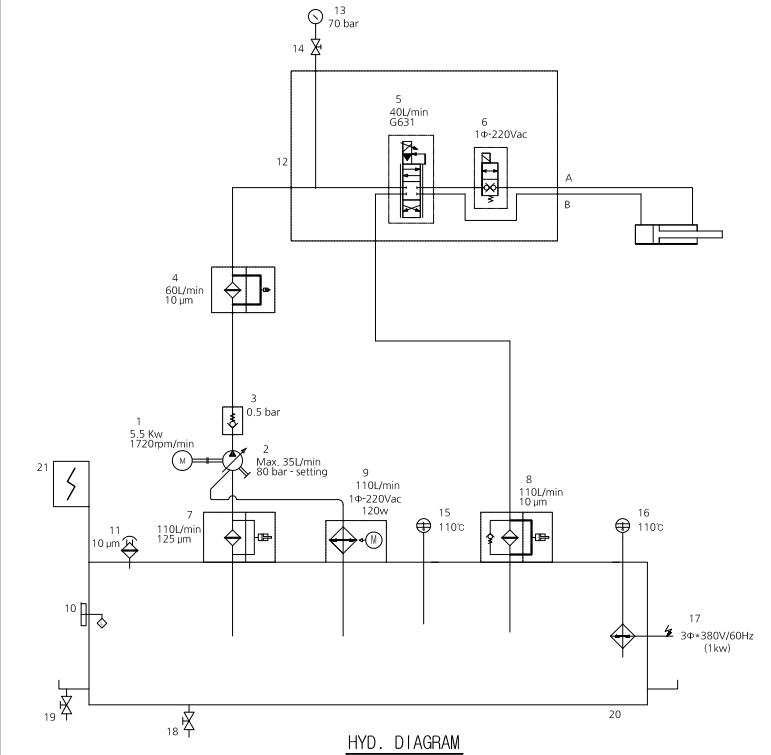 13
70 bar
14
5
40L/min
G631
6
1Φ-220Vac
12
A
B
4
60L/min
10 μm
3
0.5 bar
1
5.5 Kw
1720rpm/min
M
2
Max. 35L/min
80 bar - setting
21
7
110L/min
125 μm
9
110L/min
1Φ-220Vac
120w
M
15
110℃
8
110L/min
10 μm
16
110℃
11
10 μm
10
17
3Φ*380V/60Hz
(1kw)
19
18
20
HYD. DIAGRAM